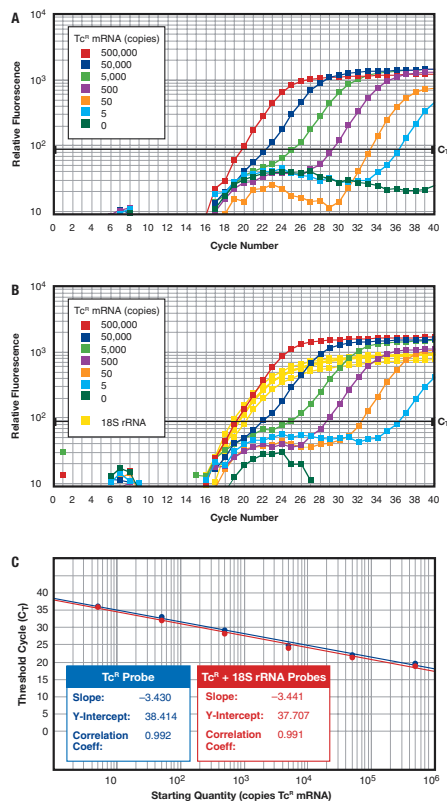 A
10⁴
10³
10²
10
Relative Fluorescence
Tcᴿ mRNA (copies)
500,000
50,000
5,000
500
50
5
0
Cₜ
0 2 4 6 8 10 12 14 16 18 20 22 24 26 28 30 32 34 36 38 40
Cycle Number
B
10⁴
10³
10²
10
Relative Fluorescence
Tcᴿ mRNA (copies)
500,000
50,000
5,000
500
50
5
0
18S rRNA
Cₜ
0 2 4 6 8 10 12 14 16 18 20 22 24 26 28 30 32 34 36 38 40
Cycle Number
C
Threshold Cycle (Cₜ)
40
35
30
25
20
15
10
5
0
Tcᴿ Probe
Slope: –3.430
Y-Intercept: 38.414
Correlation 0.992
Coeff:
Tcᴿ + 18S rRNA Probes
Slope: –3.441
Y-Intercept: 37.707
Correlation 0.991
Coeff:
10 10² 10³ 10⁴ 10⁵ 10⁶
Starting Quantity (copies Tcᴿ mRNA)